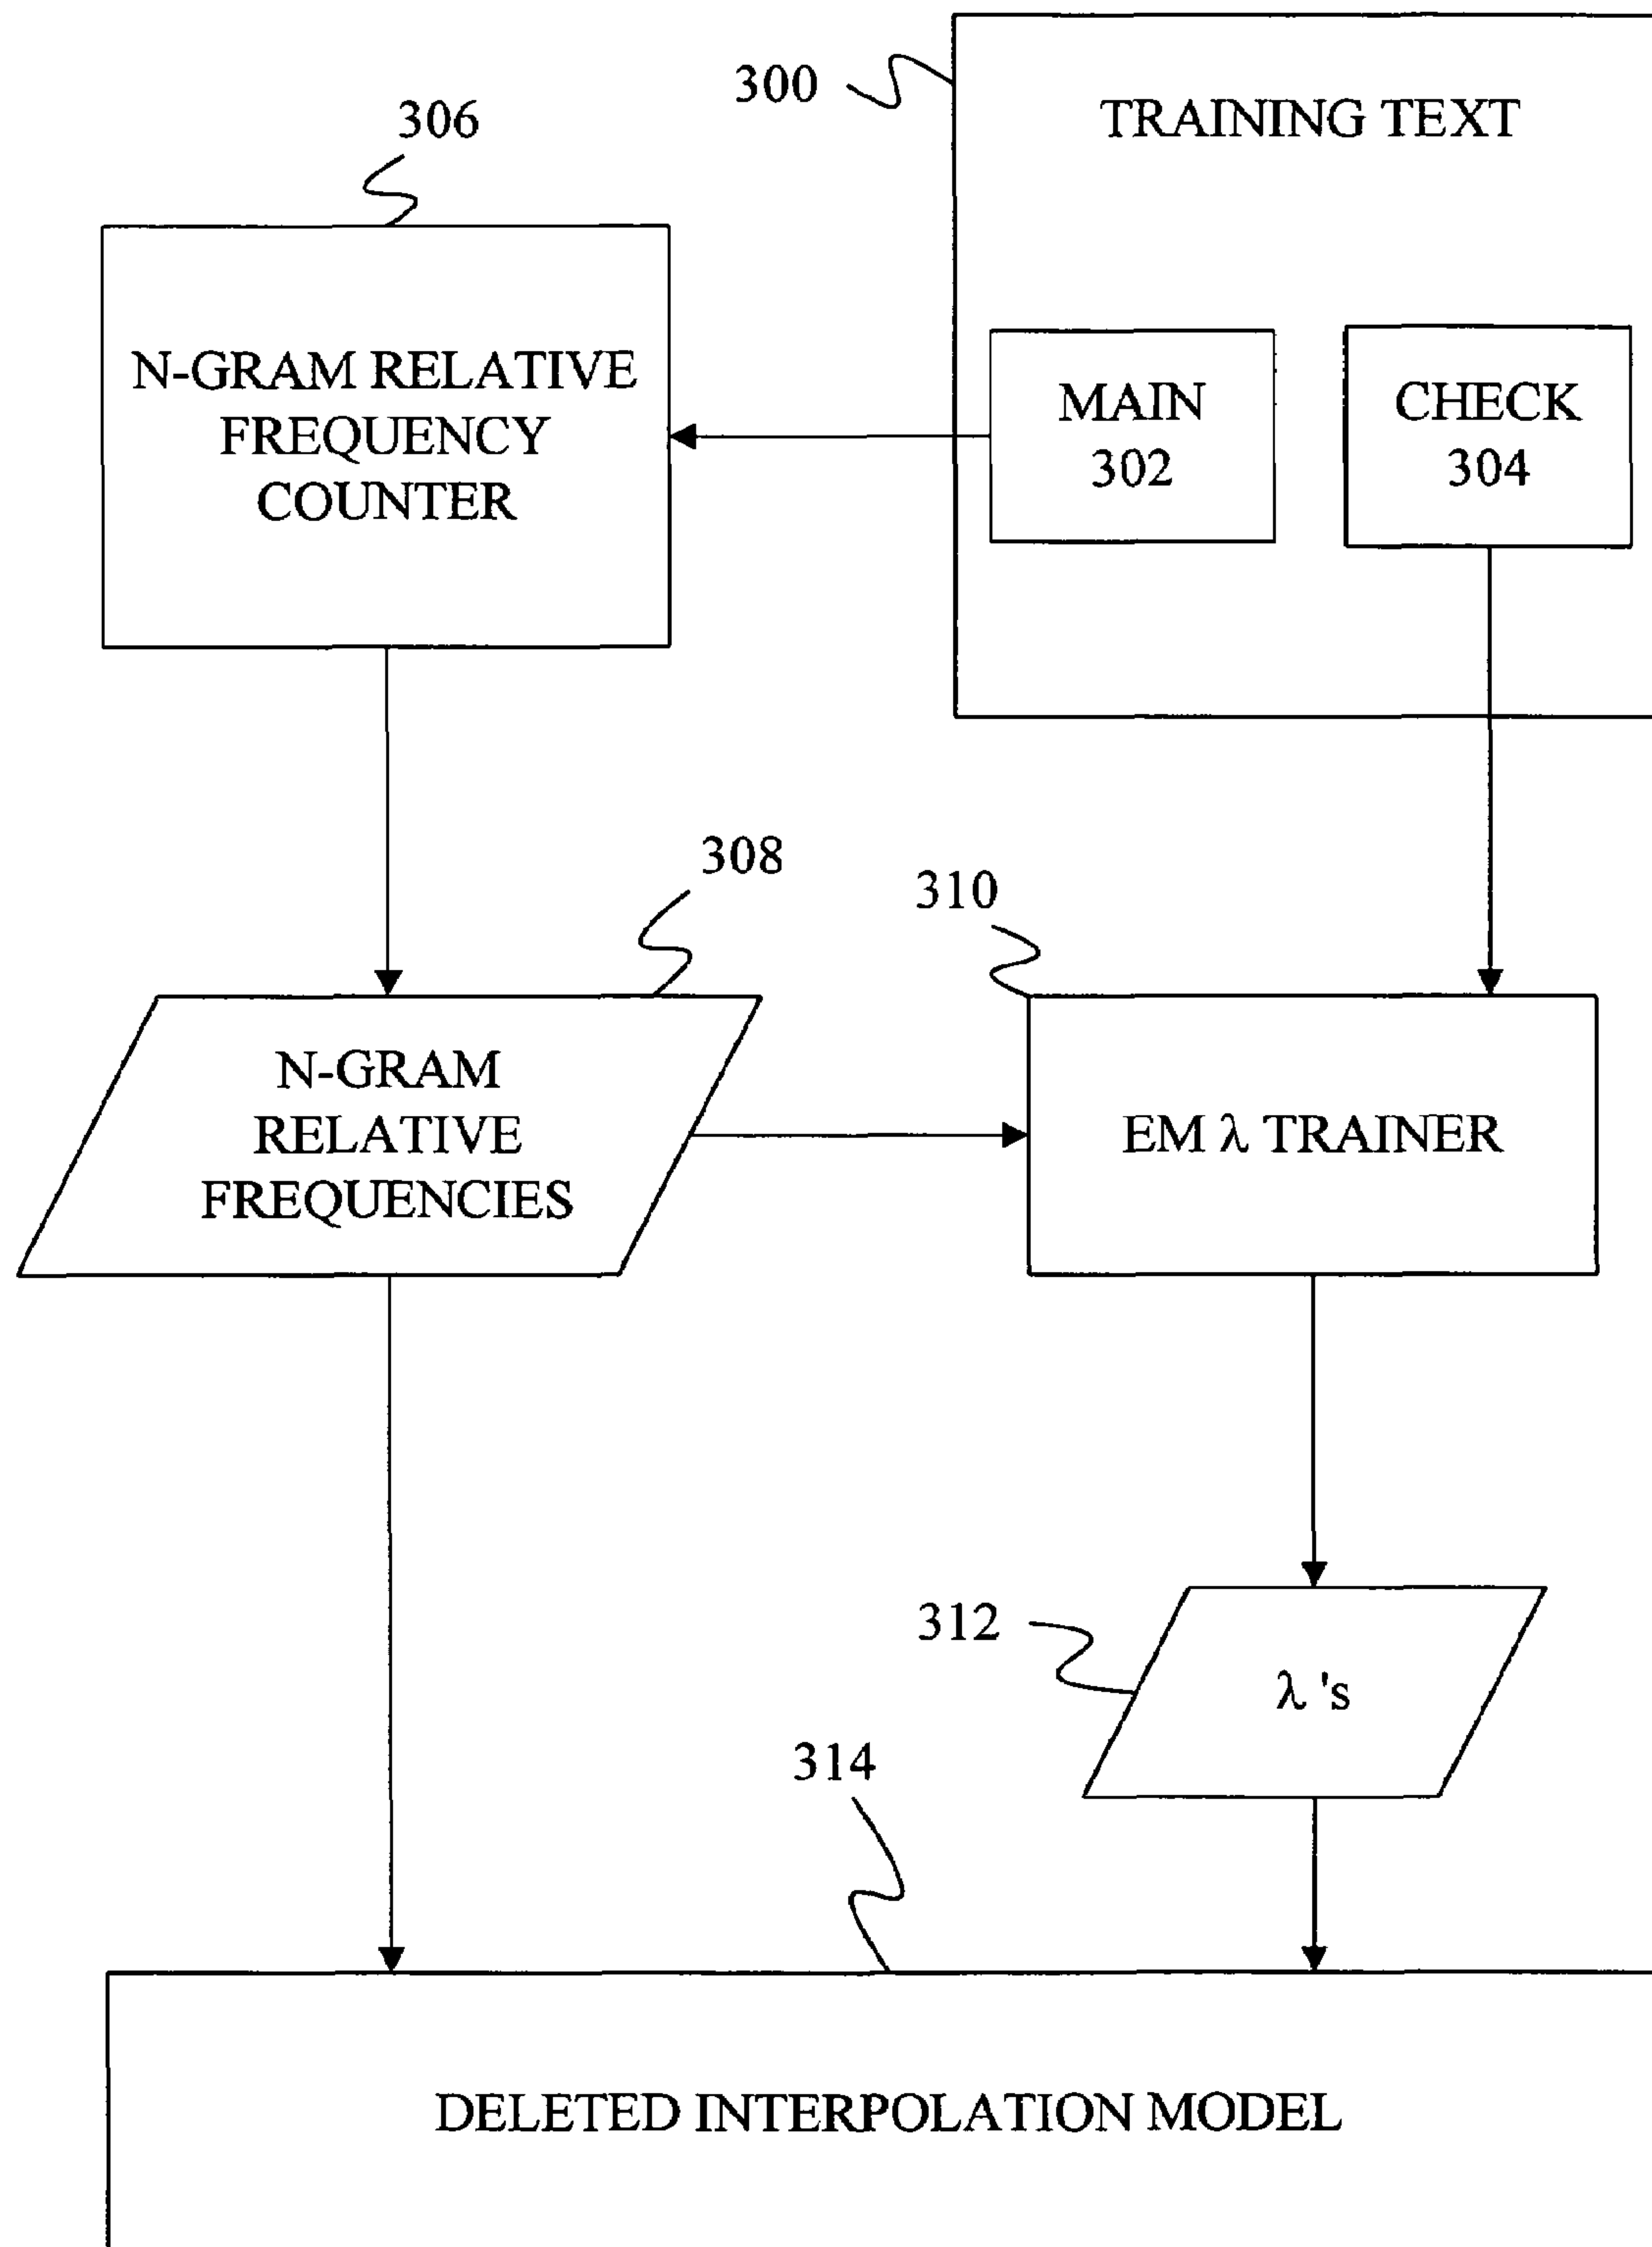 300
TRAINING TEXT
306
N-GRAM RELATIVE
FREQUENCY
COUNTER
MAIN
302
CHECK
304
308
310
N-GRAM
RELATIVE
FREQUENCIES
EM λ TRAINER
312
λ 's
314
DELETED INTERPOLATION MODEL